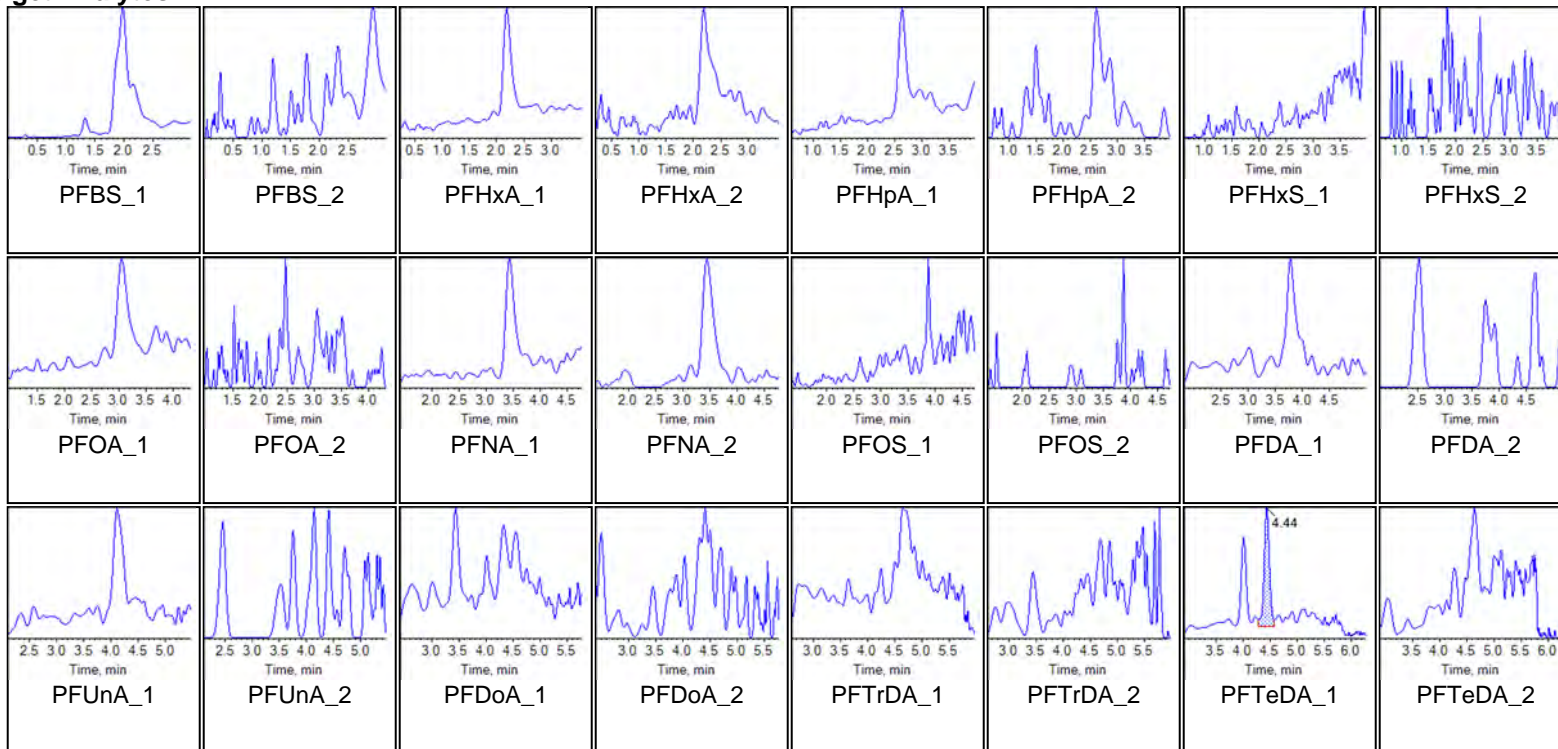 0.5 1.0 1.5 2.0 2.5 0.5 1.0 1.5 2.0 2.5 0.5 1.0 1.5 2.0 2.5 3.0 0.5 1.0 1.5 2.0 2.5 3.0 1.0 1.5 2.0 2.5 3.0 3.5 1.0 1.5 2.0 2.5 3.0 3.5 1.0 1.5 2.0 2.5 3.0 3.5 1.0 1.5 2.0 2.5 3.0 3.5
Time, min Time, min Time, min Time, min Time, min Time, min Time, min Time, min
PFBS_1 PFBS_2 PFHxA_1 PFHxA_2 PFHpA_1 PFHpA_2 PFHxS_1 PFHxS_2
1.5 2.0 2.5 3.0 3.5 4.0 1.5 2.0 2.5 3.0 3.5 4.0 2.0 2.5 3.0 3.5 4.0 4.5 2.0 2.5 3.0 3.5 4.0 4.5 2.0 2.5 3.0 3.5 4.0 4.5 2.0 2.5 3.0 3.5 4.0 4.5 2.5 3.0 3.5 4.0 4.5 5.0 2.5 3.0 3.5 4.0 4.5 5.0
Time, min Time, min Time, min Time, min Time, min Time, min Time, min Time, min
PFOA_1 PFOA_2 PFNA_1 PFNA_2 PFOS_1 PFOS_2 PFDA_1 PFDA_2
4.44
2.5 3.0 3.5 4.0 4.5 5.0 2.5 3.0 3.5 4.0 4.5 5.0 3.0 3.5 4.0 4.5 5.0 5.5 3.0 3.5 4.0 4.5 5.0 5.5 3.0 3.5 4.0 4.5 5.0 5.5 3.0 3.5 4.0 4.5 5.0 5.5 3.5 4.0 4.5 5.0 5.5 6.0 3.5 4.0 4.5 5.0 5.5 6.0
Time, min Time, min Time, min Time, min Time, min Time, min Time, min Time, min
PFUnA_1 PFUnA_2 PFDoA_1 PFDoA_2 PFTrDA_1 PFTrDA_2 PFTeDA_1 PFTeDA_2